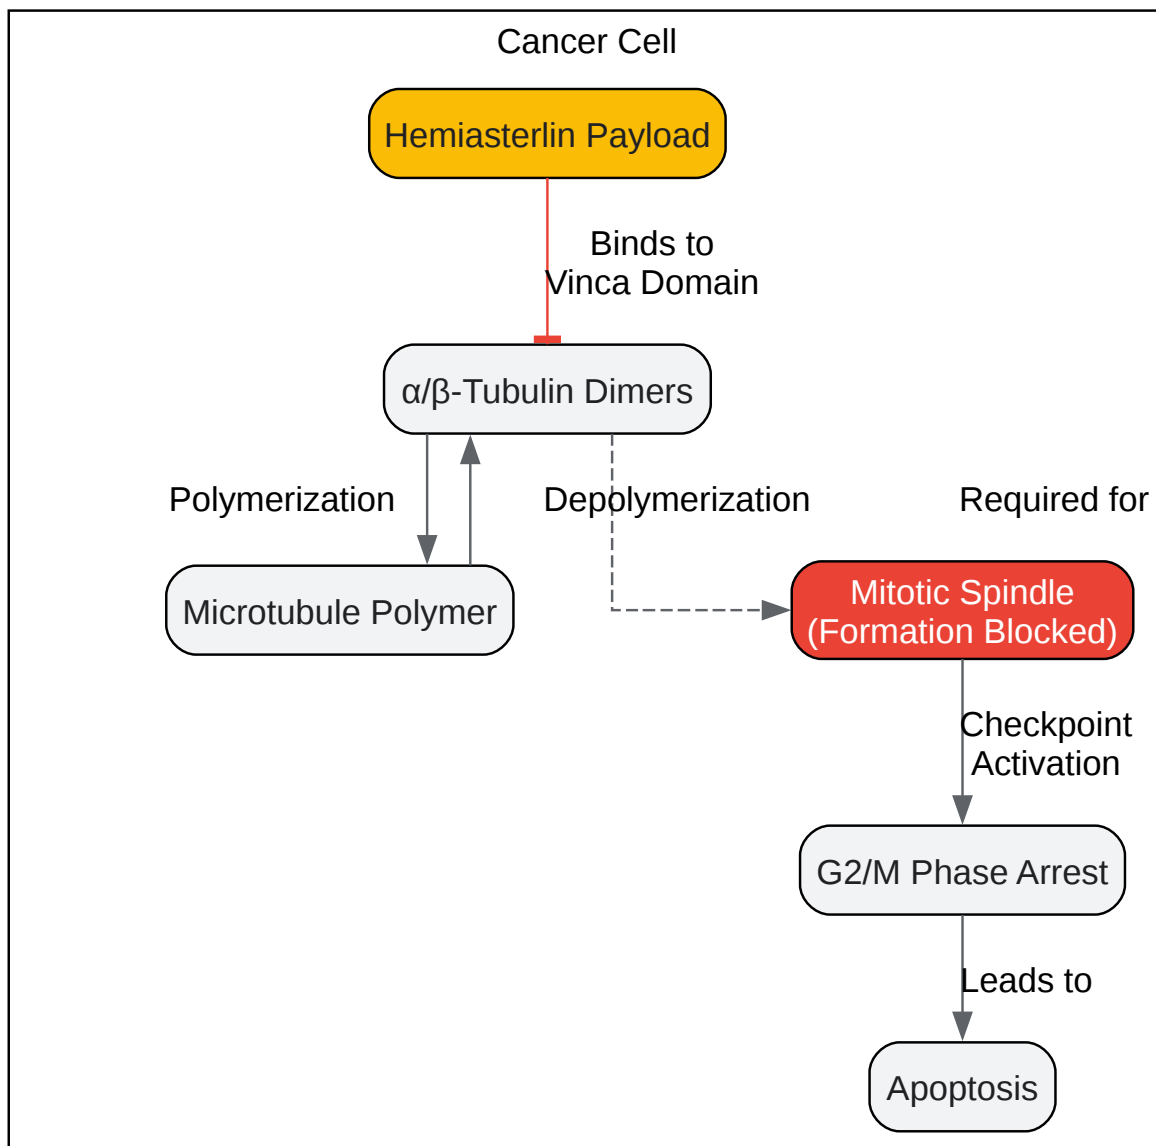 Cancer Cell
Hemiasterlin Payload
Binds to
Vinca Domain
α/β-Tubulin Dimers
Polymerization
Depolymerization
Required for
Microtubule Polymer
Mitotic Spindle
(Formation Blocked)
Checkpoint
Activation
G2/M Phase Arrest
Leads to
Apoptosis